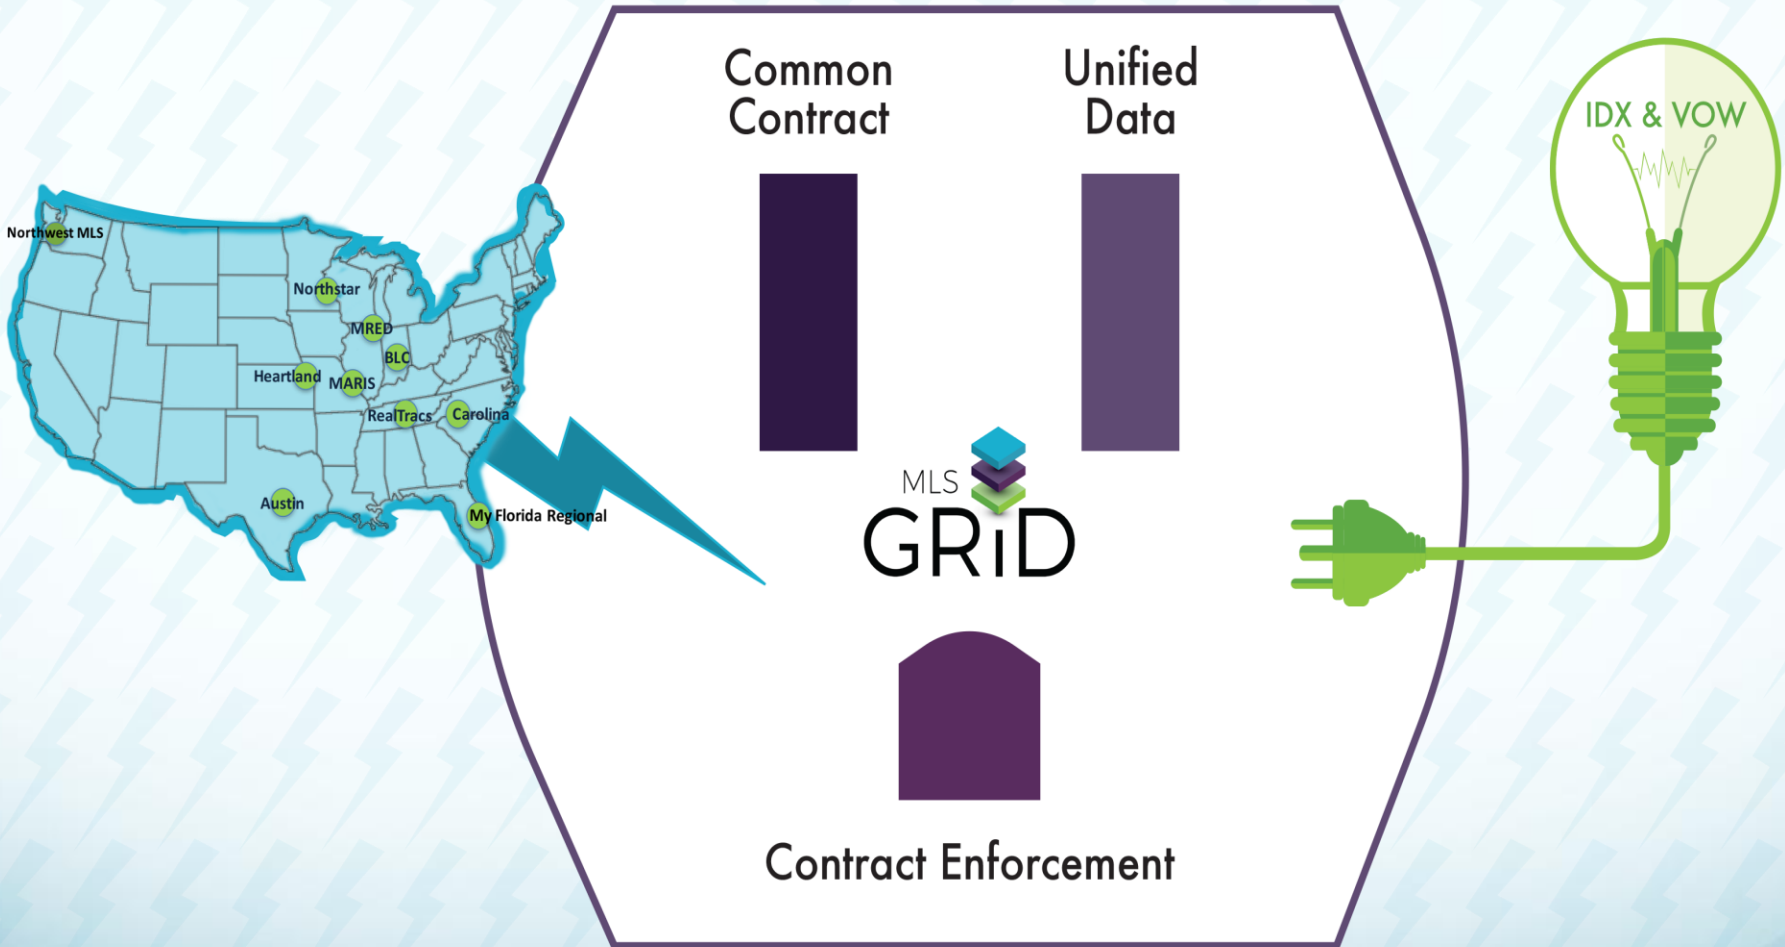 Common
Contract
Unified
Data
IDX & VOW
Northwest MLS
Northstar
MRED
BLC
Heartland
MARIS
RealTracs
Carolina
Austin
My Florida Regional
MLS
GRiD
Contract Enforcement